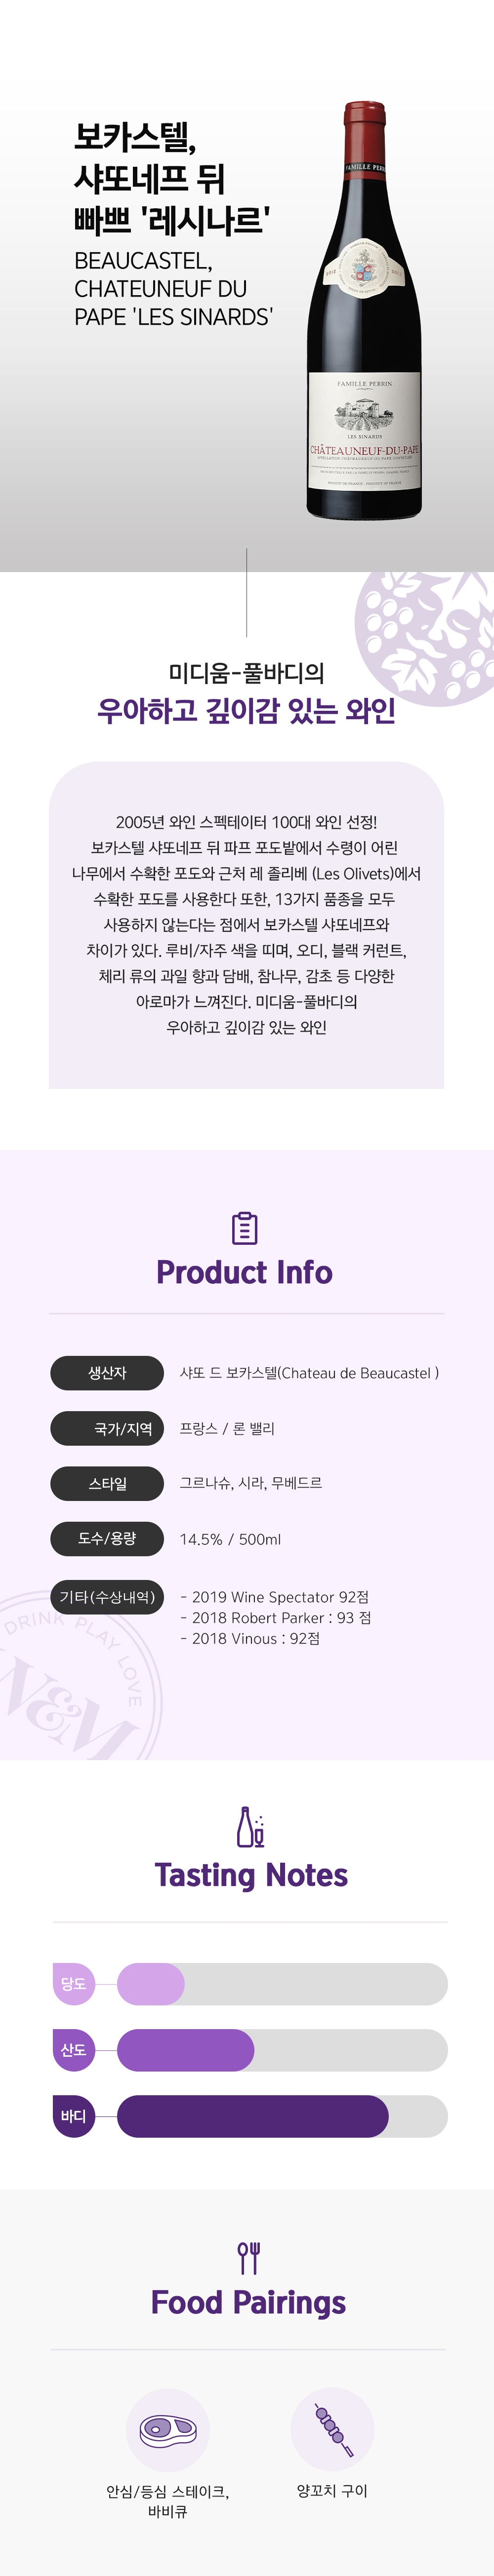 보카스텔,
샤또네프 뒤
빠쁘 '레시나르'
BEAUCASTEL,
CHATEUNEUF DU
PAPE 'LES SINARDS'
FAMILLE PERRIN
LES SINARDS
CHÂTEAUNEUF-DU-PAPE
미디움-풀바디의
우아하고 깊이감 있는 와인
2005년 와인 스펙테이터 100대 와인 선정!
보카스텔 샤또네프 뒤 파프 포도밭에서 수령이 어린
나무에서 수확한 포도와 근처 레 졸리베 (Les Olivets)에서
수확한 포도를 사용한다 또한, 13가지 품종을 모두
사용하지 않는다는 점에서 보카스텔 샤또네프와
차이가 있다. 루비/자주 색을 띠며, 오디, 블랙 커런트,
체리 류의 과일 향과 담배, 참나무, 감초 등 다양한
아로마가 느껴진다. 미디움-풀바디의
우아하고 깊이감 있는 와인
Product Info
생산자 샤또 드 보카스텔(Chateau de Beaucastel )
국가/지역 프랑스 / 론 밸리
스타일 그르나슈, 시라, 무베드르
도수/용량 14.5% / 500ml
기타(수상내역) - 2019 Wine Spectator 92점
- 2018 Robert Parker : 93 점
- 2018 Vinous : 92점
DRINK PLAY LOVE
W&M
Tasting Notes
당도
산도
바디
Food Pairings
안심/등심 스테이크,
바비큐
양꼬치 구이